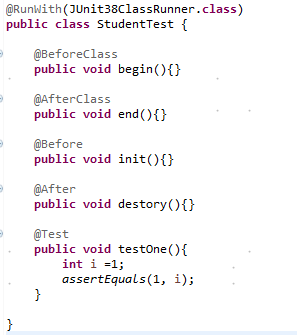 @RunWith(JUnit38ClassRunner.class)
public class StudentTest {
@BeforeClass
public void begin(){}
@AfterClass
public void end(){}
@Before
public void init(){}
@After
public void destory(){}
@Test
public void testOne(){
int i =1;
assertEquals(1, i);
}
}